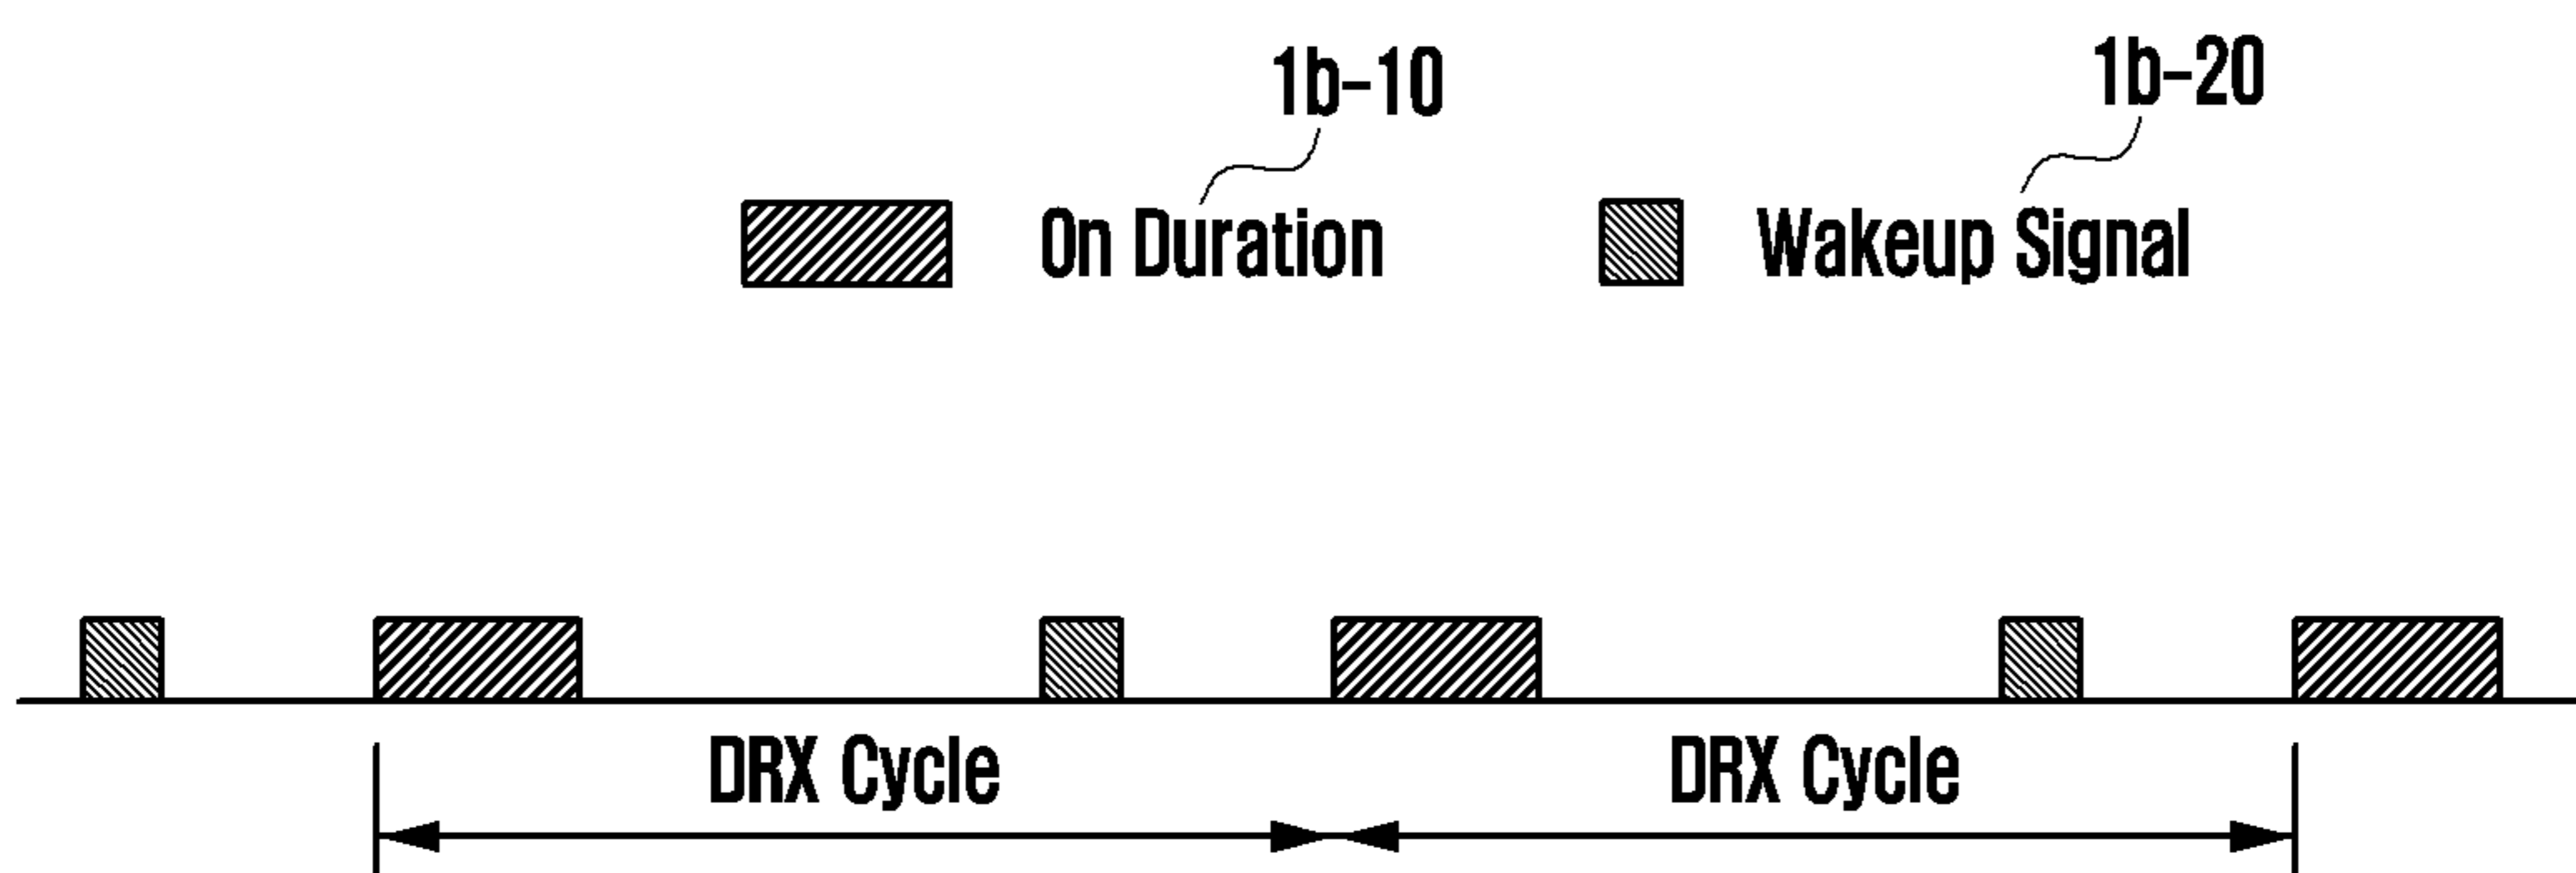 1b-10
1b-20
On Duration
Wakeup Signal
DRX Cycle
DRX Cycle